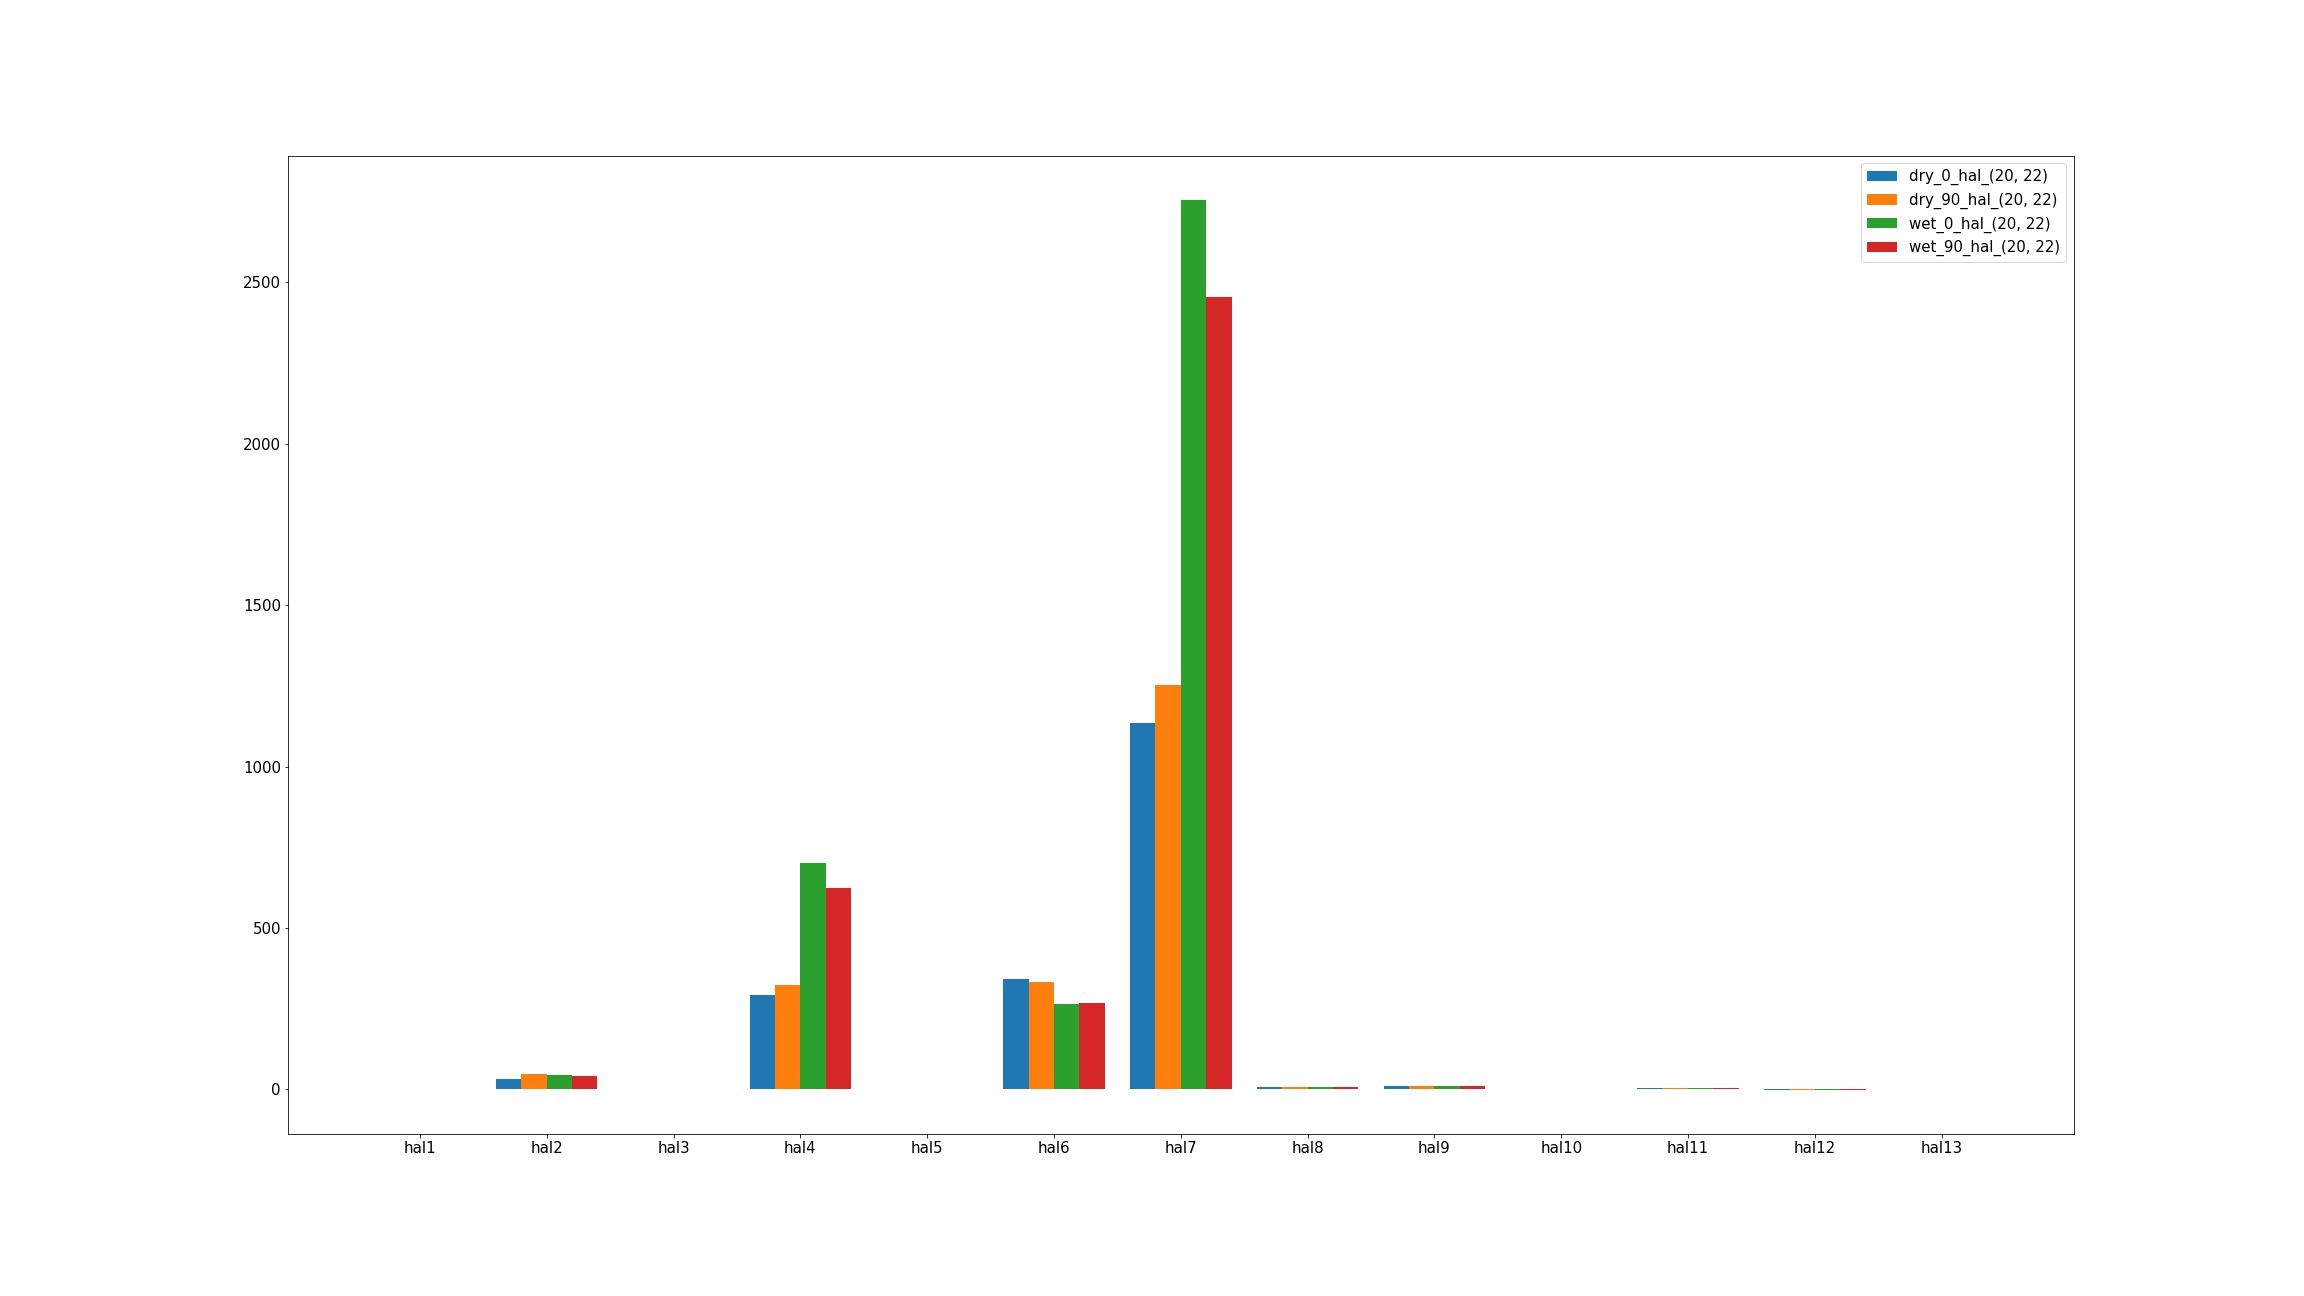 dry_0_hal_(20, 22)
dry_90_hal_(20, 22)
wet_0_hal_(20, 22)
wet_90_hal_(20, 22)
2500
2000
1500
1000
500
0
hal1 hal2 hal3 hal4 hal5 hal6 hal7 hal8 hal9 hal10 hal11 hal12 hal13